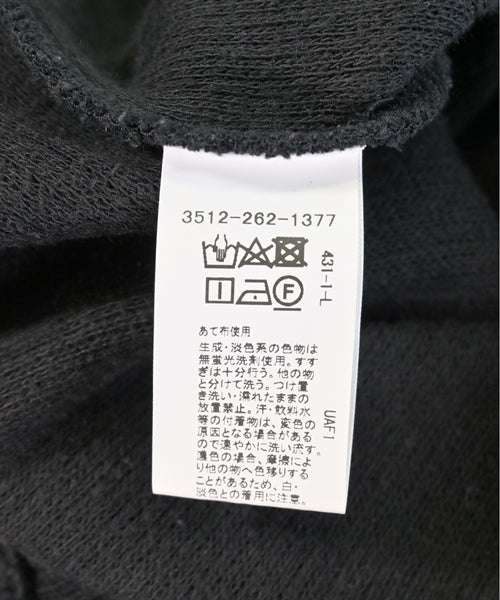 3512-262-1377
431-1-L
F
あて布使用
生成・淡色系の色物は
無蛍光洗剤使用。すす
ぎは十分行う。他の物
と分けて洗う。つけ置
き洗い・濡れたままの
放置禁止。汗・飲料水
等の付着物は、変色の
原因となる場合がある
ので速やかに洗い流す。
濃色の場合、摩擦によ
り他の物へ色移りする
ことがあるため、白・
淡色との着用に注意。
UAF1